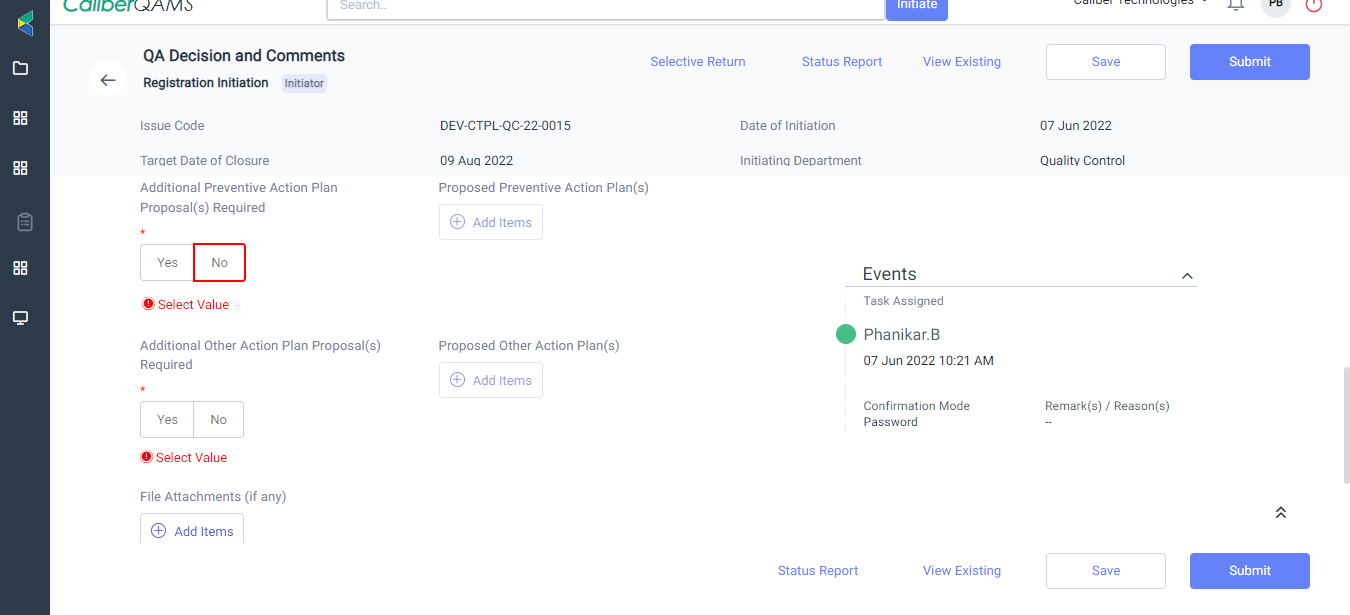 CaliberQAMS
Search..
Initiate
Caliber Technologies
PB
QA Decision and Comments
Registration Initiation Initiator
Selective Return
Status Report
View Existing
Save
Submit
Issue Code
DEV-CTPL-QC-22-0015
Date of Initiation
07 Jun 2022
Target Date of Closure
09 Aug 2022
Initiating Department
Quality Control
Additional Preventive Action Plan
Proposal(s) Required
*
Yes No
Select Value
Proposed Preventive Action Plan(s)
Add Items
Additional Other Action Plan Proposal(s)
Required
*
Yes No
Select Value
Proposed Other Action Plan(s)
Add Items
File Attachments (if any)
Add Items
Events
Task Assigned
Phanikar.B
07 Jun 2022 10:21 AM
Confirmation Mode
Password
Remark(s) / Reason(s)
--
Status Report
View Existing
Save
Submit